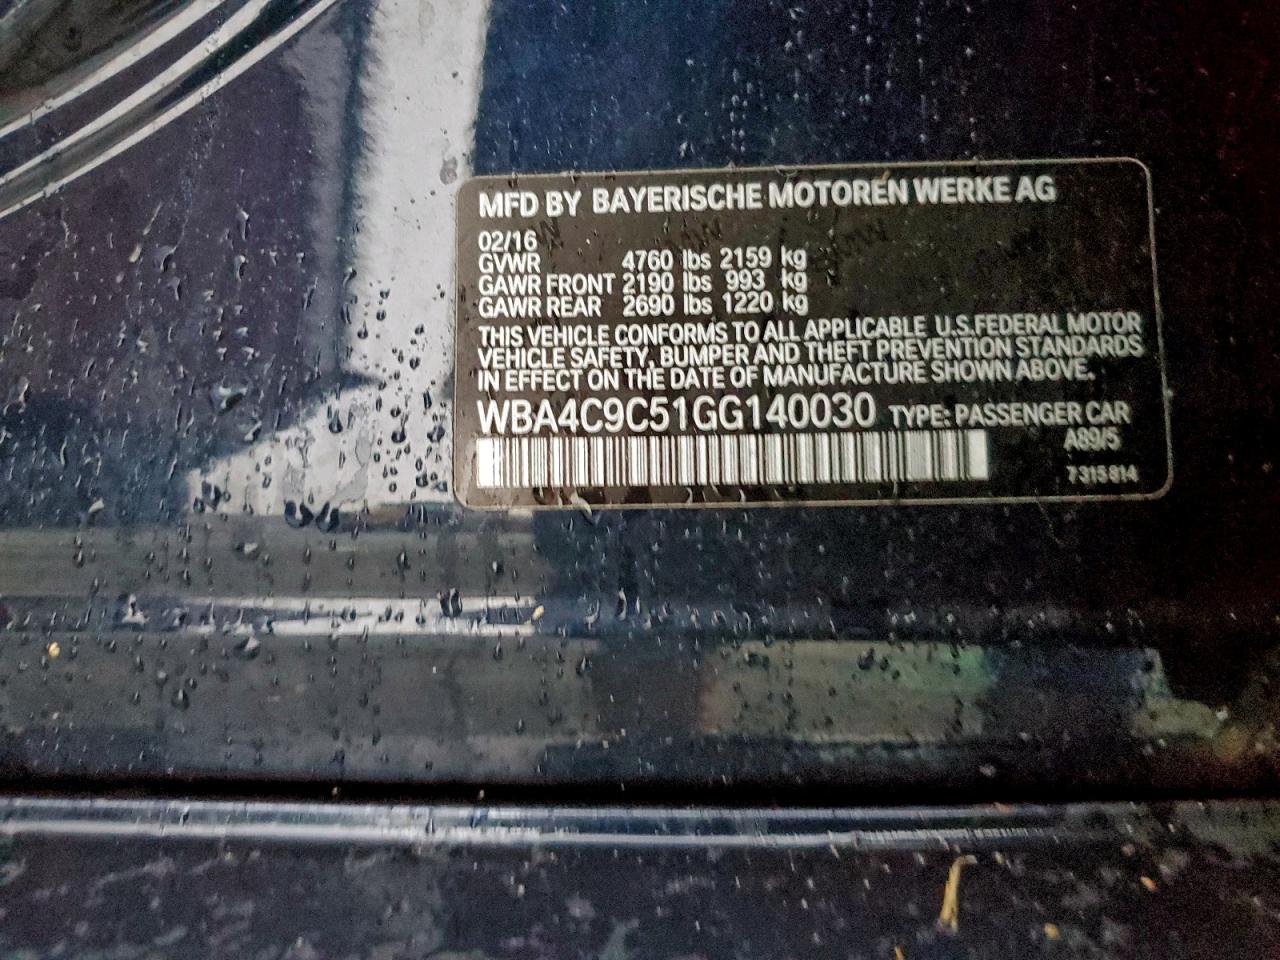 MFD BY BAYERISCHE MOTOREN WERKE AG
02/16
GVWR 4760 lbs 2159 kg
GAWR FRONT 2190 lbs 993 kg
GAWR REAR 2690 lbs 1220 kg
THIS VEHICLE CONFORMS TO ALL APPLICABLE U.S.FEDERAL MOTOR
VEHICLE SAFETY, BUMPER AND THEFT PREVENTION STANDARDS
IN EFFECT ON THE DATE OF MANUFACTURE SHOWN ABOVE.
WBA4C9C51GG140030 TYPE: PASSENGER CAR
A89/5
7 315 814